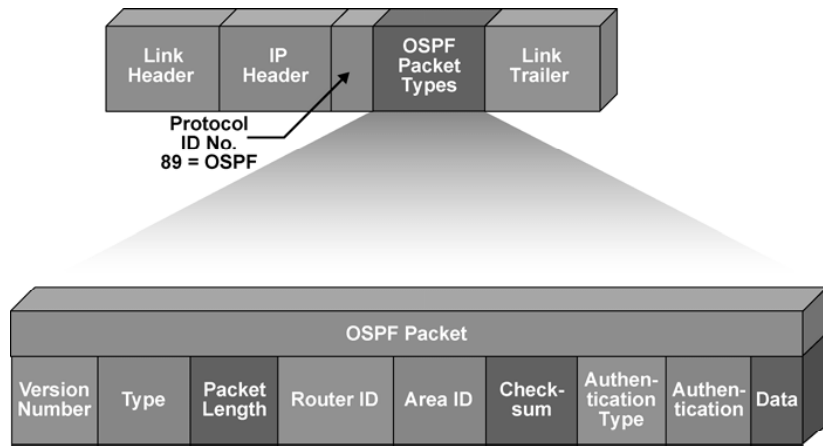 Link
Header
IP
Header
OSPF
Packet
Types
Link
Trailer
Protocol
ID No.
89 = OSPF
OSPF Packet
Version
Number
Type
Packet
Length
Router ID
Area ID
Check-
sum
Authen-
tication
Type
Authen-
tication
Data